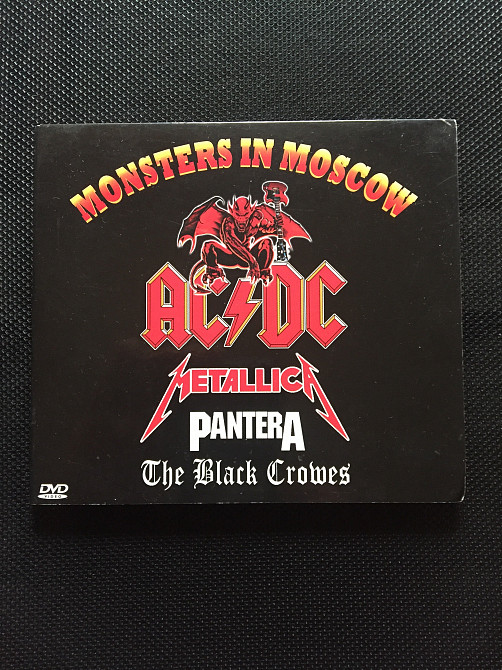 MONSTERS IN MOSCOW
AC/DC
METALLICA
PANTERA
The Black Crowes
DVD
VIDEO